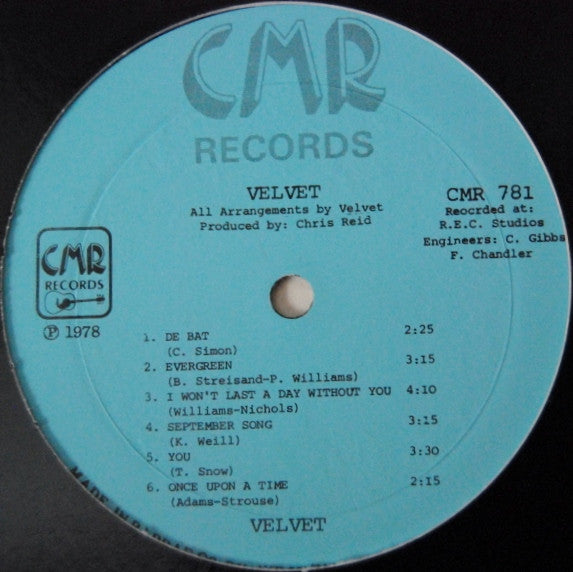 CMR
RECORDS
VELVET
All Arrangements by Velvet
Produced by: Chris Reid
CMR 781
Reocrded at:
R.E.C. Studios
Engineers: C. Gibbs
F. Chandler
CMR
RECORDS
Ⓟ 1978
1. DE BAT 2:25
(C. Simon)
2. EVERGREEN 3:15
(B. Streisand-P. Williams)
3. I WON'T LAST A DAY WITHOUT YOU 4:10
(Williams-Nichols)
4. SEPTEMBER SONG 3:15
(K. Weill)
5. YOU 3:30
(T. Snow)
6. ONCE UPON A TIME 2:15
(Adams-Strouse)
VELVET
MADE IN